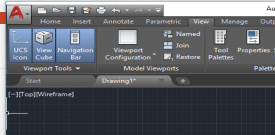 Au
Home Insert Annotate Parametric View Manage Outp
UCS Icon View Cube Navigation Bar Viewport Configuration Named Join Restore Tool Palettes Properties
Viewport Tools Model Viewports Palette
Start Drawing1*
[-][Top][Wireframe]